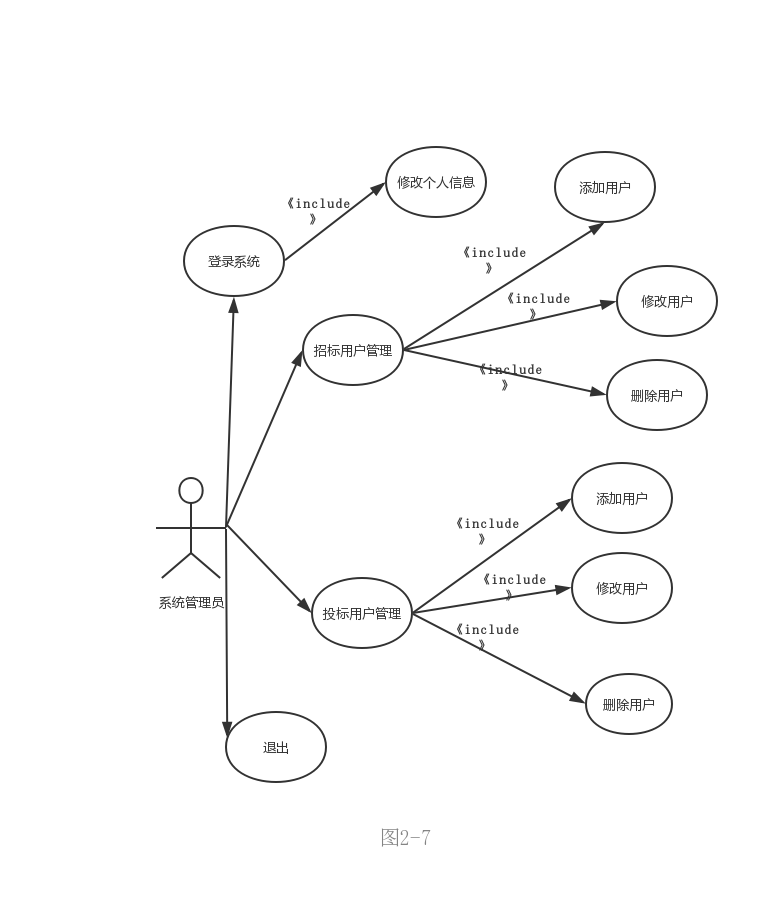 修改个人信息
添加用户
《include
》
登录系统
《include
》
修改用户
《include
》
招标用户管理
《include
》
删除用户
添加用户
《include
》
修改用户
《include
》
系统管理员
投标用户管理
《include
》
删除用户
退出
图2-7